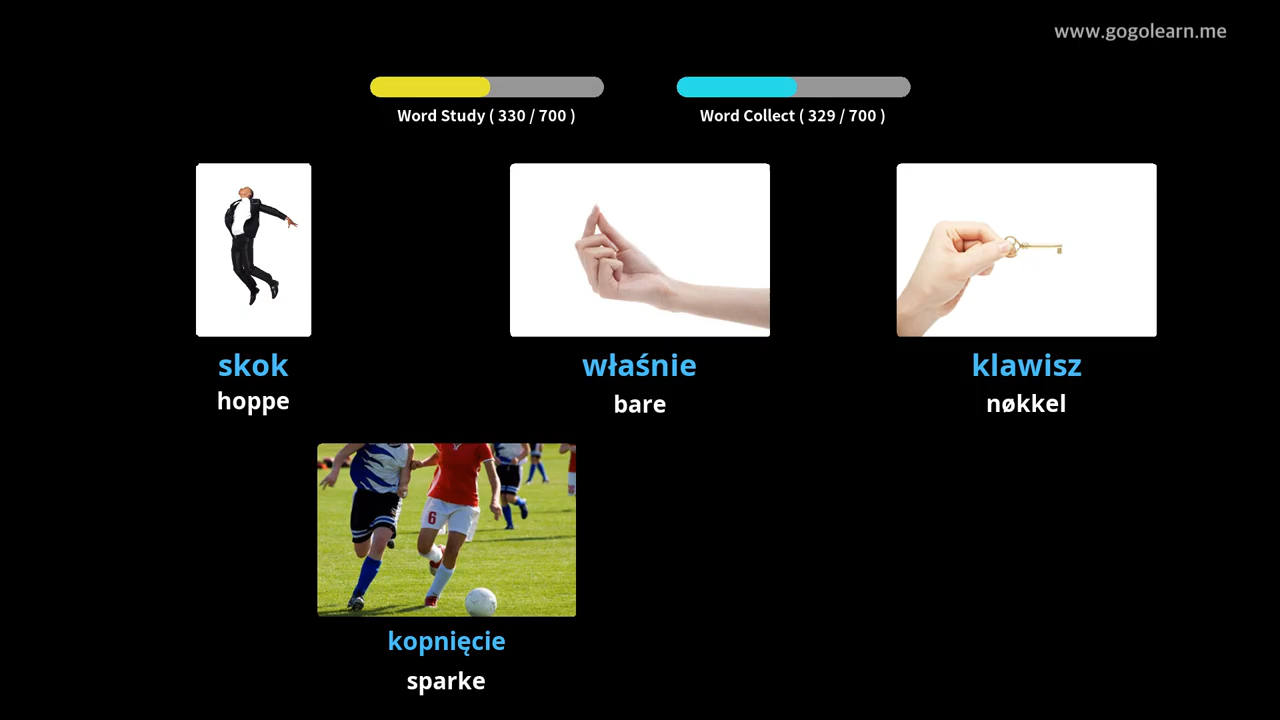 www.gogolearn.me
Word Study ( 330 / 700 )
Word Collect ( 329 / 700 )
skok
hoppe
właśnie
bare
klawisz
nøkkel
6
kopnięcie
sparke